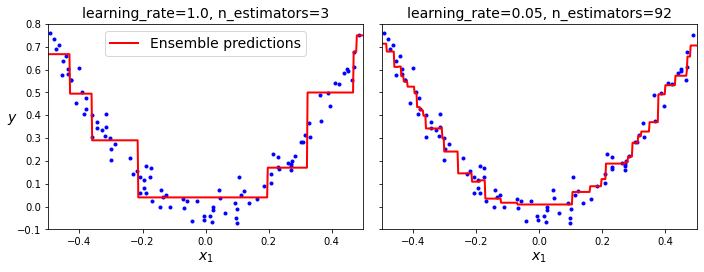 learning_rate=1.0, n_estimators=3
learning_rate=0.05, n_estimators=92
Ensemble predictions
y
0.8
0.7
0.6
0.5
0.4
0.3
0.2
0.1
0.0
−0.1
−0.4 −0.2 0.0 0.2 0.4
−0.4 −0.2 0.0 0.2 0.4
x₁
x₁